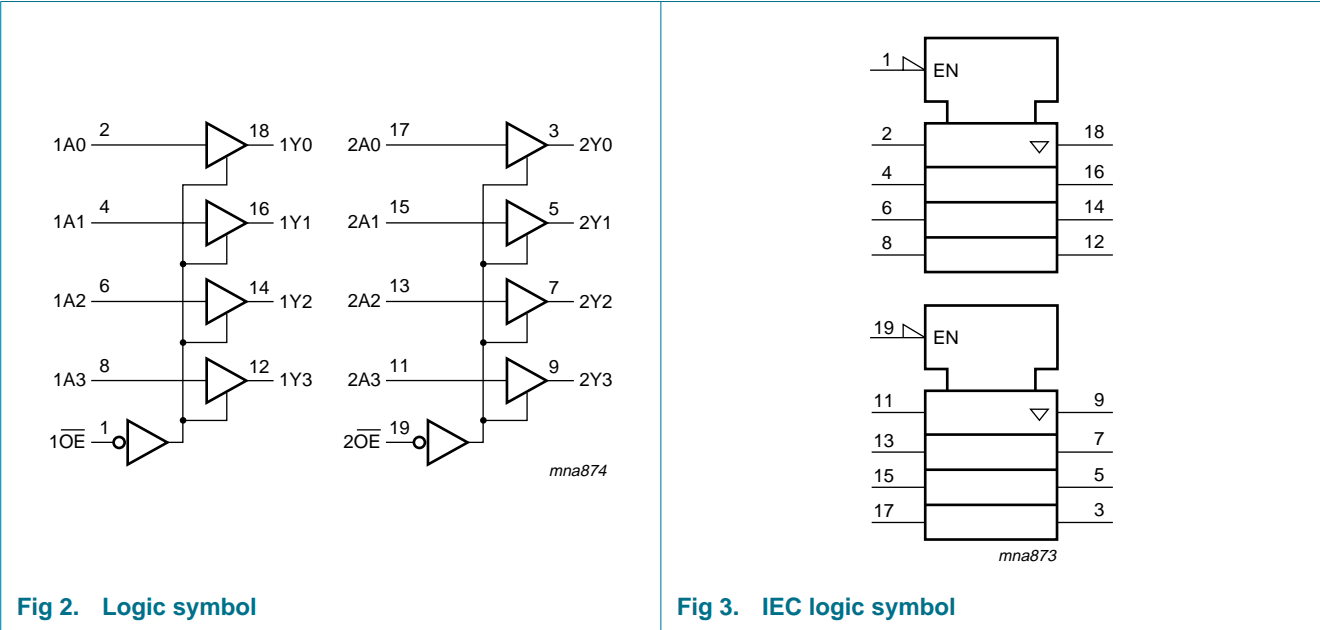 1A0 2 18 1Y0
1A1 4 16 1Y1
1A2 6 14 1Y2
1A3 8 12 1Y3
1O̅E̅ 1
2A0 17 3 2Y0
2A1 15 5 2Y1
2A2 13 7 2Y2
2A3 11 9 2Y3
2O̅E̅ 19
mna874
Fig 2. Logic symbol
1 EN
2 18
4 16
6 14
8 12
19 EN
11 9
13 7
15 5
17 3
mna873
Fig 3. IEC logic symbol